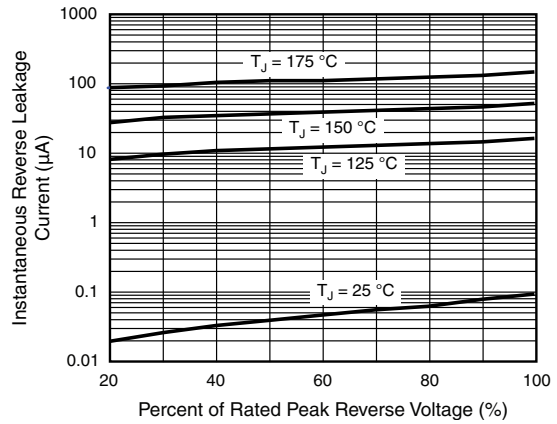 Instantaneous Reverse Leakage
Current (µA)
1000
100
10
1
0.1
0.01
T_J = 175 °C
T_J = 150 °C
T_J = 125 °C
T_J = 25 °C
20
40
60
80
100
Percent of Rated Peak Reverse Voltage (%)